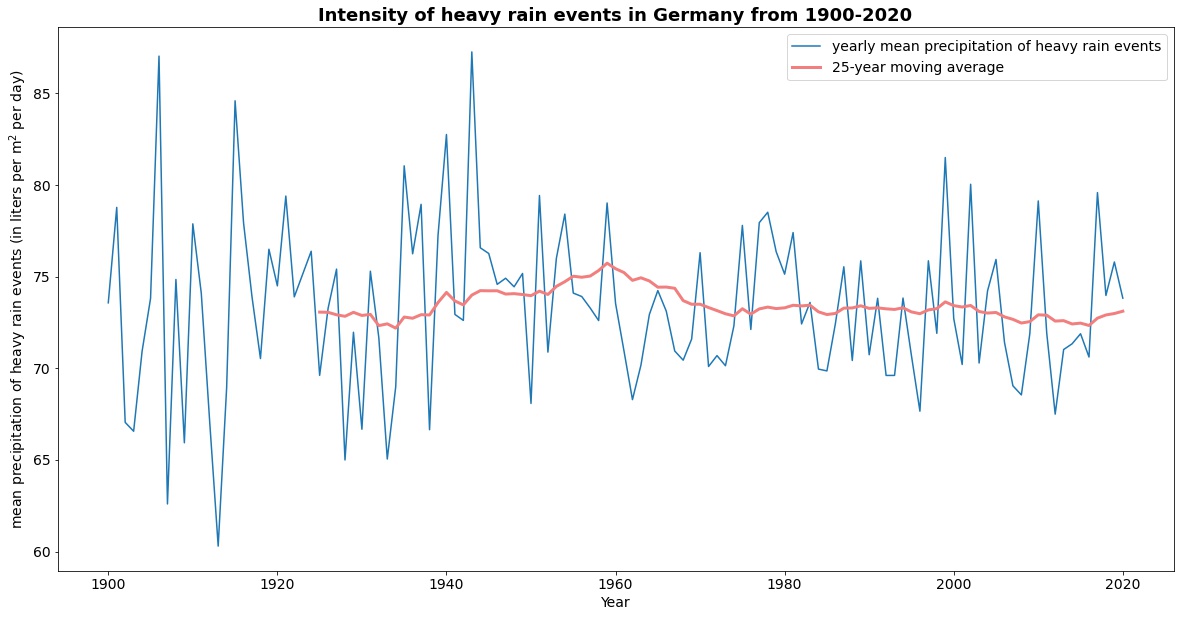 Intensity of heavy rain events in Germany from 1900-2020
yearly mean precipitation of heavy rain events
25-year moving average
mean precipitation of heavy rain events (in liters per m² per day)
85
80
75
70
65
60
1900 1920 1940 1960 1980 2000 2020
Year